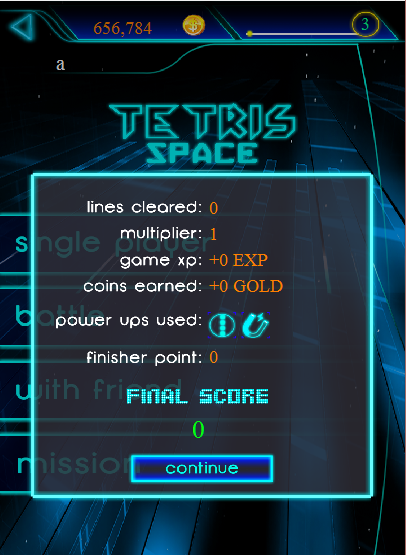 656,784
3
a
TETRIS
SPACE
lines cleared: 0
single player
multiplier: 1
game xp: +0 EXP
coins earned: +0 GOLD
battle
power ups used:
finisher point: 0
with friend
FINAL SCORE
0
mission
continue